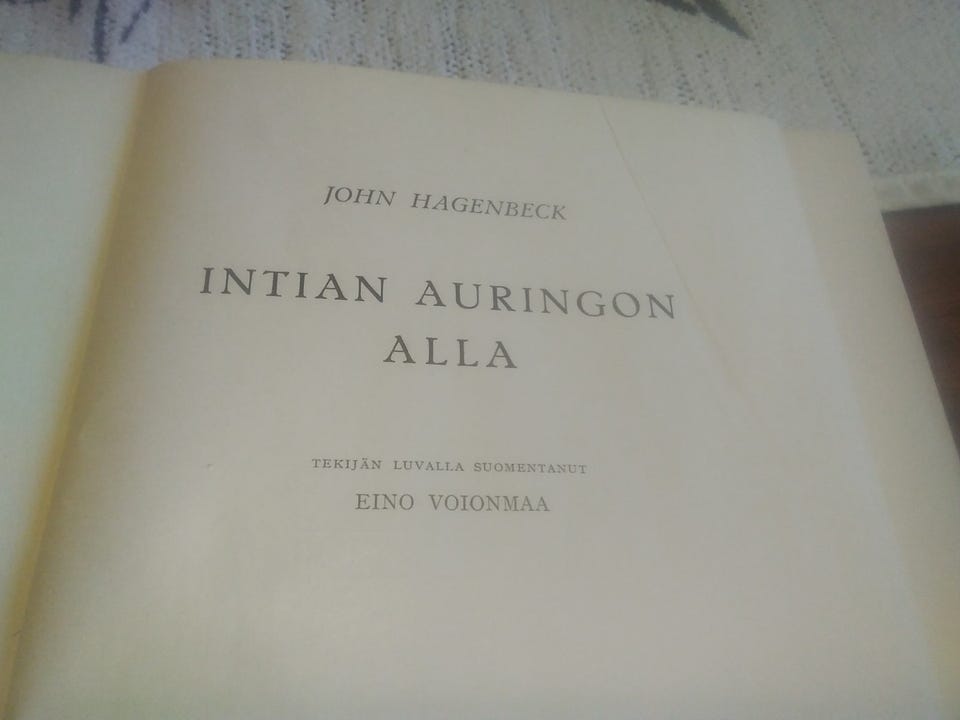 JOHN HAGENBECK
INTIAN AURINGON
ALLA
TEKIJÄN LUVALLA SUOMENTANUT
EINO VOIONMAA